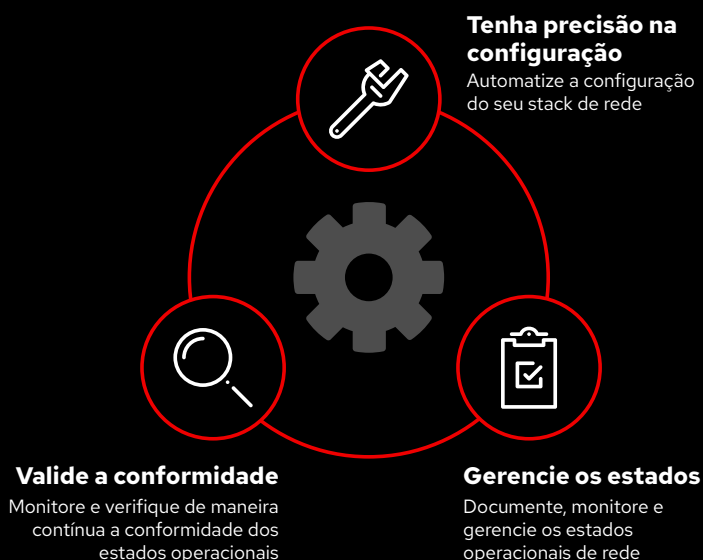 Tenha precisão na
configuração
Automatize a configuração
do seu stack de rede
Valide a conformidade
Monitore e verifique de maneira
contínua a conformidade dos
estados operacionais
Gerencie os estados
Documente, monitore e
gerencie os estados
operacionais de rede